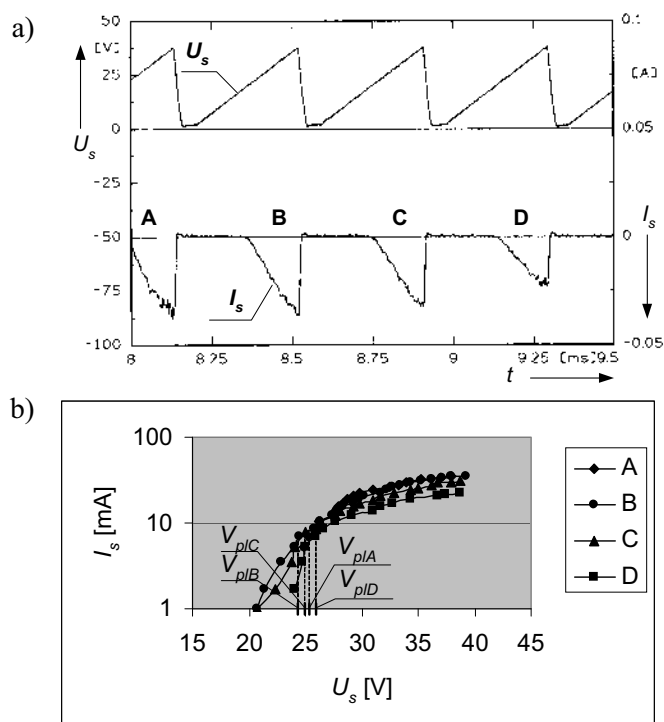 a)
50
[V]
25
0
-50
-75
-100
U_s
U_s
0.1
[A]
0.05
0
-0.05
I_s
A
B
C
D
I_s
8
8.25
8.5
8.75
9
9.25
[ms]
9.5
t
b)
100
10
1
I_s [mA]
V_plC
V_plB
V_plA
V_plD
15
20
25
30
35
40
45
U_s [V]
A
B
C
D